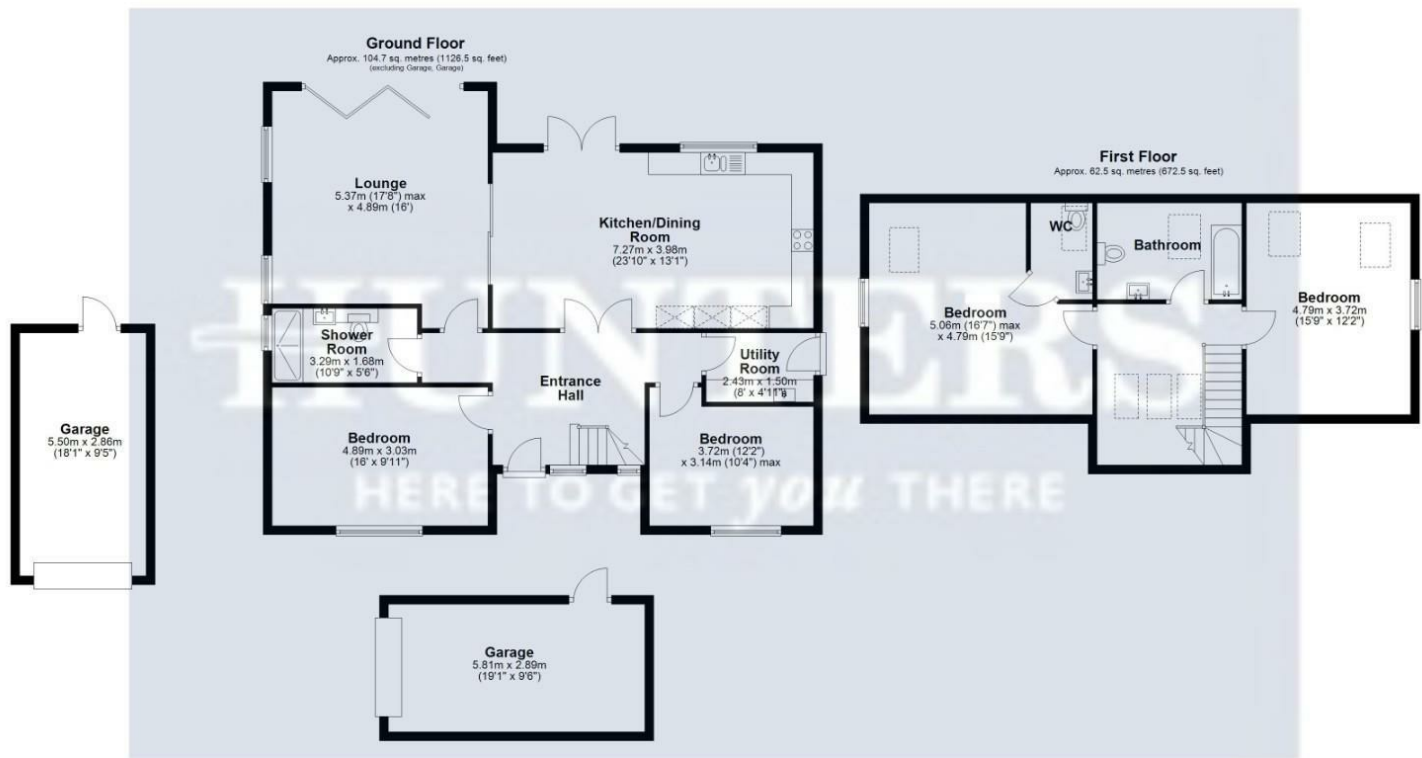 Ground Floor
Approx. 104.7 sq. metres (1126.5 sq. feet)
(excluding Garage, Garage)
Lounge
5.37m (17'8") max
x 4.89m (16')
Kitchen/Dining
Room
7.27m x 3.98m
(23'10" x 13'1")
Shower
Room
3.29m x 1.68m
(10'9" x 5'6")
Entrance
Hall
Utility
Room
2.43m x 1.50m
(8' x 4'11")
Bedroom
4.89m x 3.03m
(16' x 9'11")
Bedroom
3.72m (12'2")
x 3.14m (10'4") max
Garage
5.50m x 2.86m
(18'1" x 9'5")
Garage
5.81m x 2.89m
(19'1" x 9'6")
First Floor
Approx. 62.5 sq. metres (672.5 sq. feet)
WC
Bathroom
Bedroom
5.06m (16'7") max
x 4.79m (15'9")
Bedroom
4.79m x 3.72m
(15'9" x 12'2")
HUNTERS
HERE TO GET you THERE